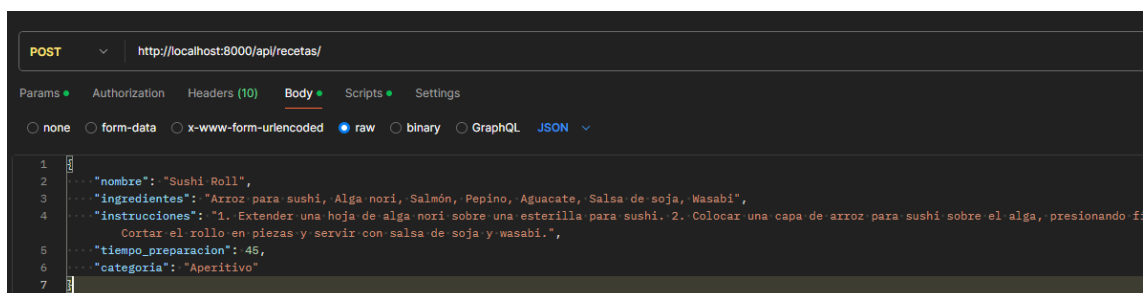 POST http://localhost:8000/api/recetas/
Params Authorization Headers (10) Body Scripts Settings
none form-data x-www-form-urlencoded raw binary GraphQL JSON
1 {
2 "nombre": "Sushi Roll",
3 "ingredientes": "Arroz para sushi, Alga nori, Salmón, Pepino, Aguacate, Salsa de soja, Wasabi",
4 "instrucciones": "1. Extender una hoja de alga nori sobre una esterilla para sushi. 2. Colocar una capa de arroz para sushi sobre el alga, presionando
Cortar el rollo en piezas y servir con salsa de soja y wasabi.",
5 "tiempo_preparacion": 45,
6 "categoria": "Aperitivo"
7 }